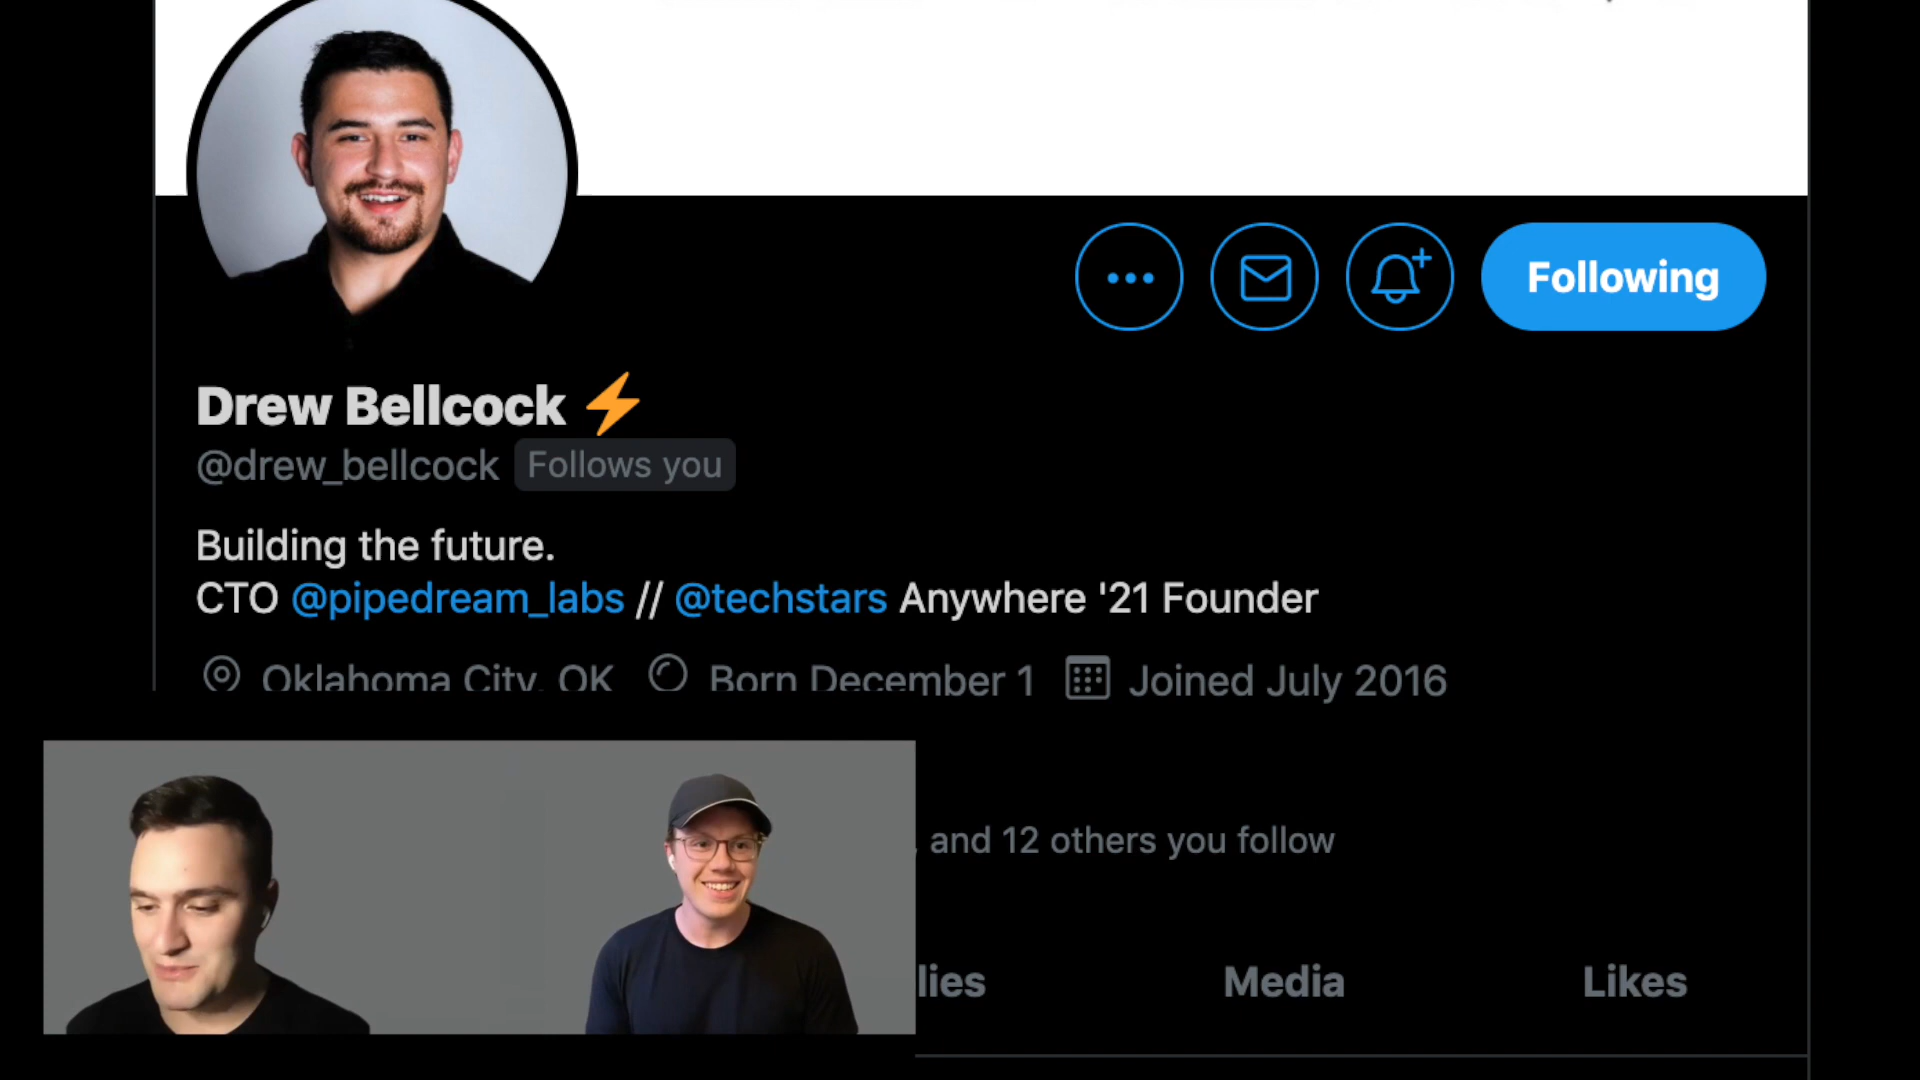 Following
Drew Bellcock ⚡
@drew_bellcock Follows you
Building the future.
CTO @pipedream_labs // @techstars Anywhere '21 Founder
Oklahoma City, OK Born December 1 Joined July 2016
and 12 others you follow
lies Media Likes